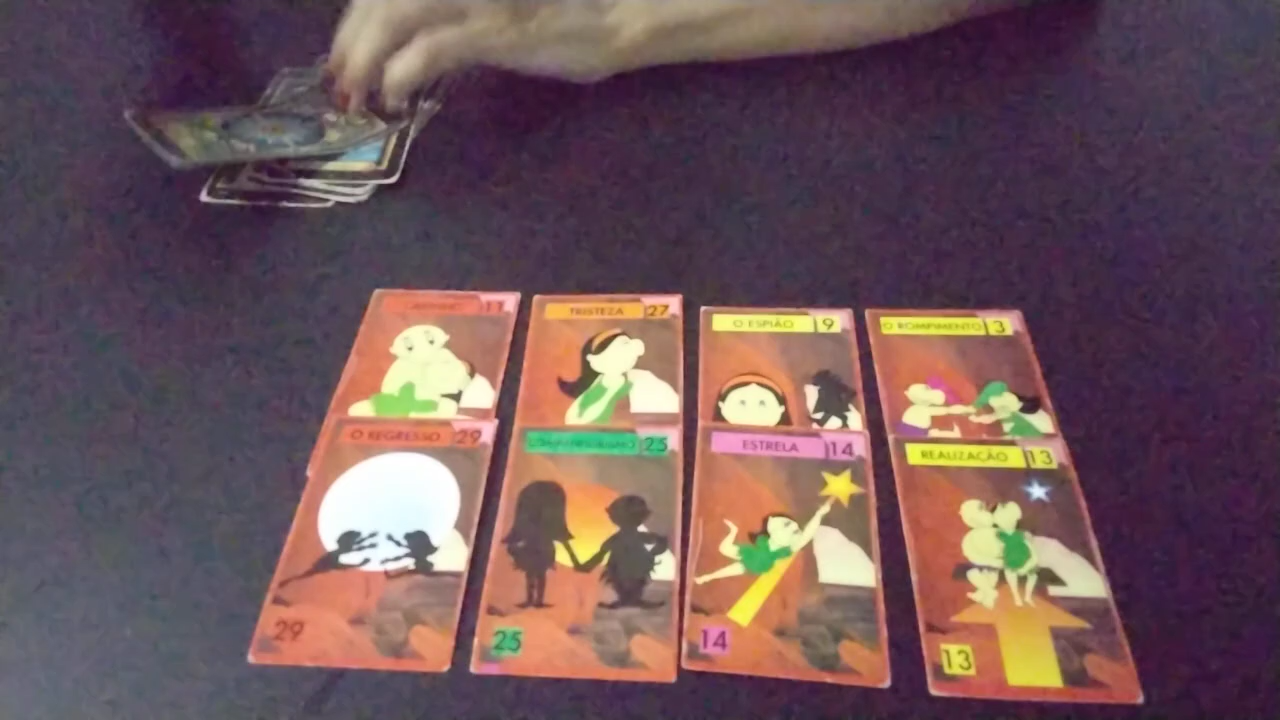 11
TRISTEZA 27
O ESPIÃO 9
O ROMPIMENTO 3
O REGRESSO 29
25
ESTRELA 14
REALIZAÇÃO 13
29
25
14
13